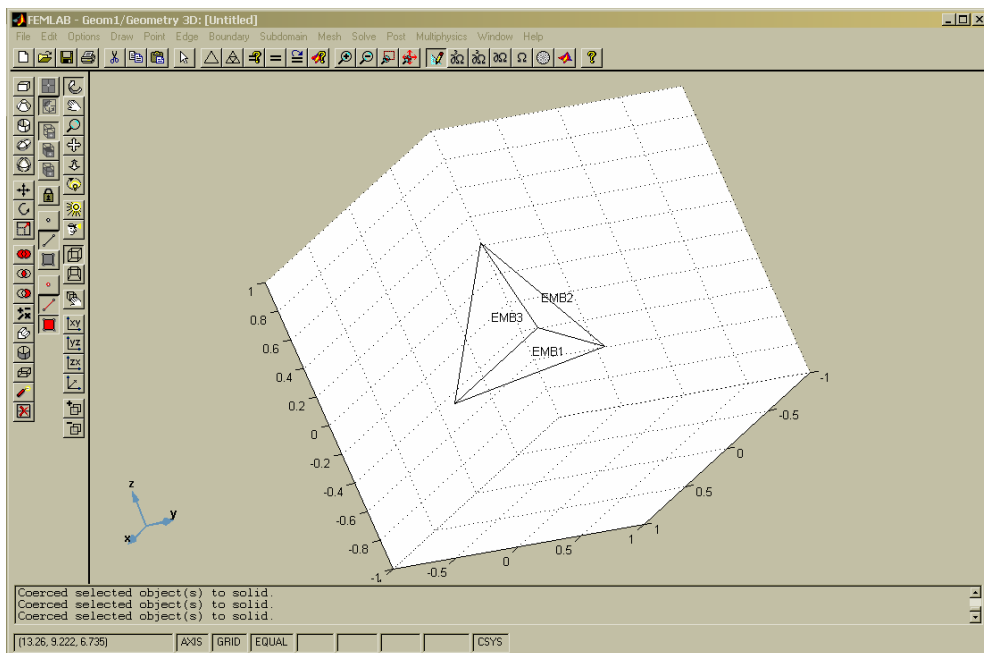 FEMLAB - Geom1/Geometry 3D: [Untitled]
File Edit Options Draw Point Edge Boundary Subdomain Mesh Solve Post Multiphysics Window Help
1
0.8
0.6
0.4
0.2
0
-0.2
-0.4
-0.6
-0.8
-1
EMB2
EMB3
EMB1
-1
-0.5
0
0.5
1
1
0.5
0
-0.5
-1
xy
yz
zx
z
y
x
Coerced selected object(s) to solid.
Coerced selected object(s) to solid.
Coerced selected object(s) to solid.
(13.26, 9.222, 6.735) AXIS GRID EQUAL CSYS